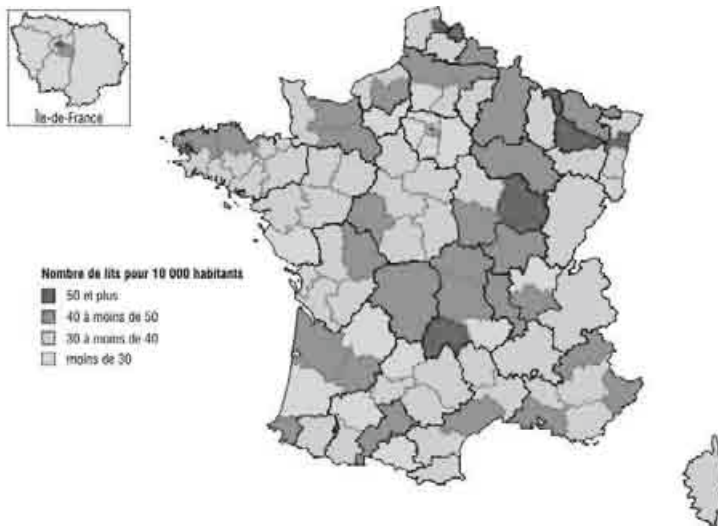 Île-de-France
Nombre de lits pour 10 000 habitants
50 et plus
40 à moins de 50
30 à moins de 40
moins de 30